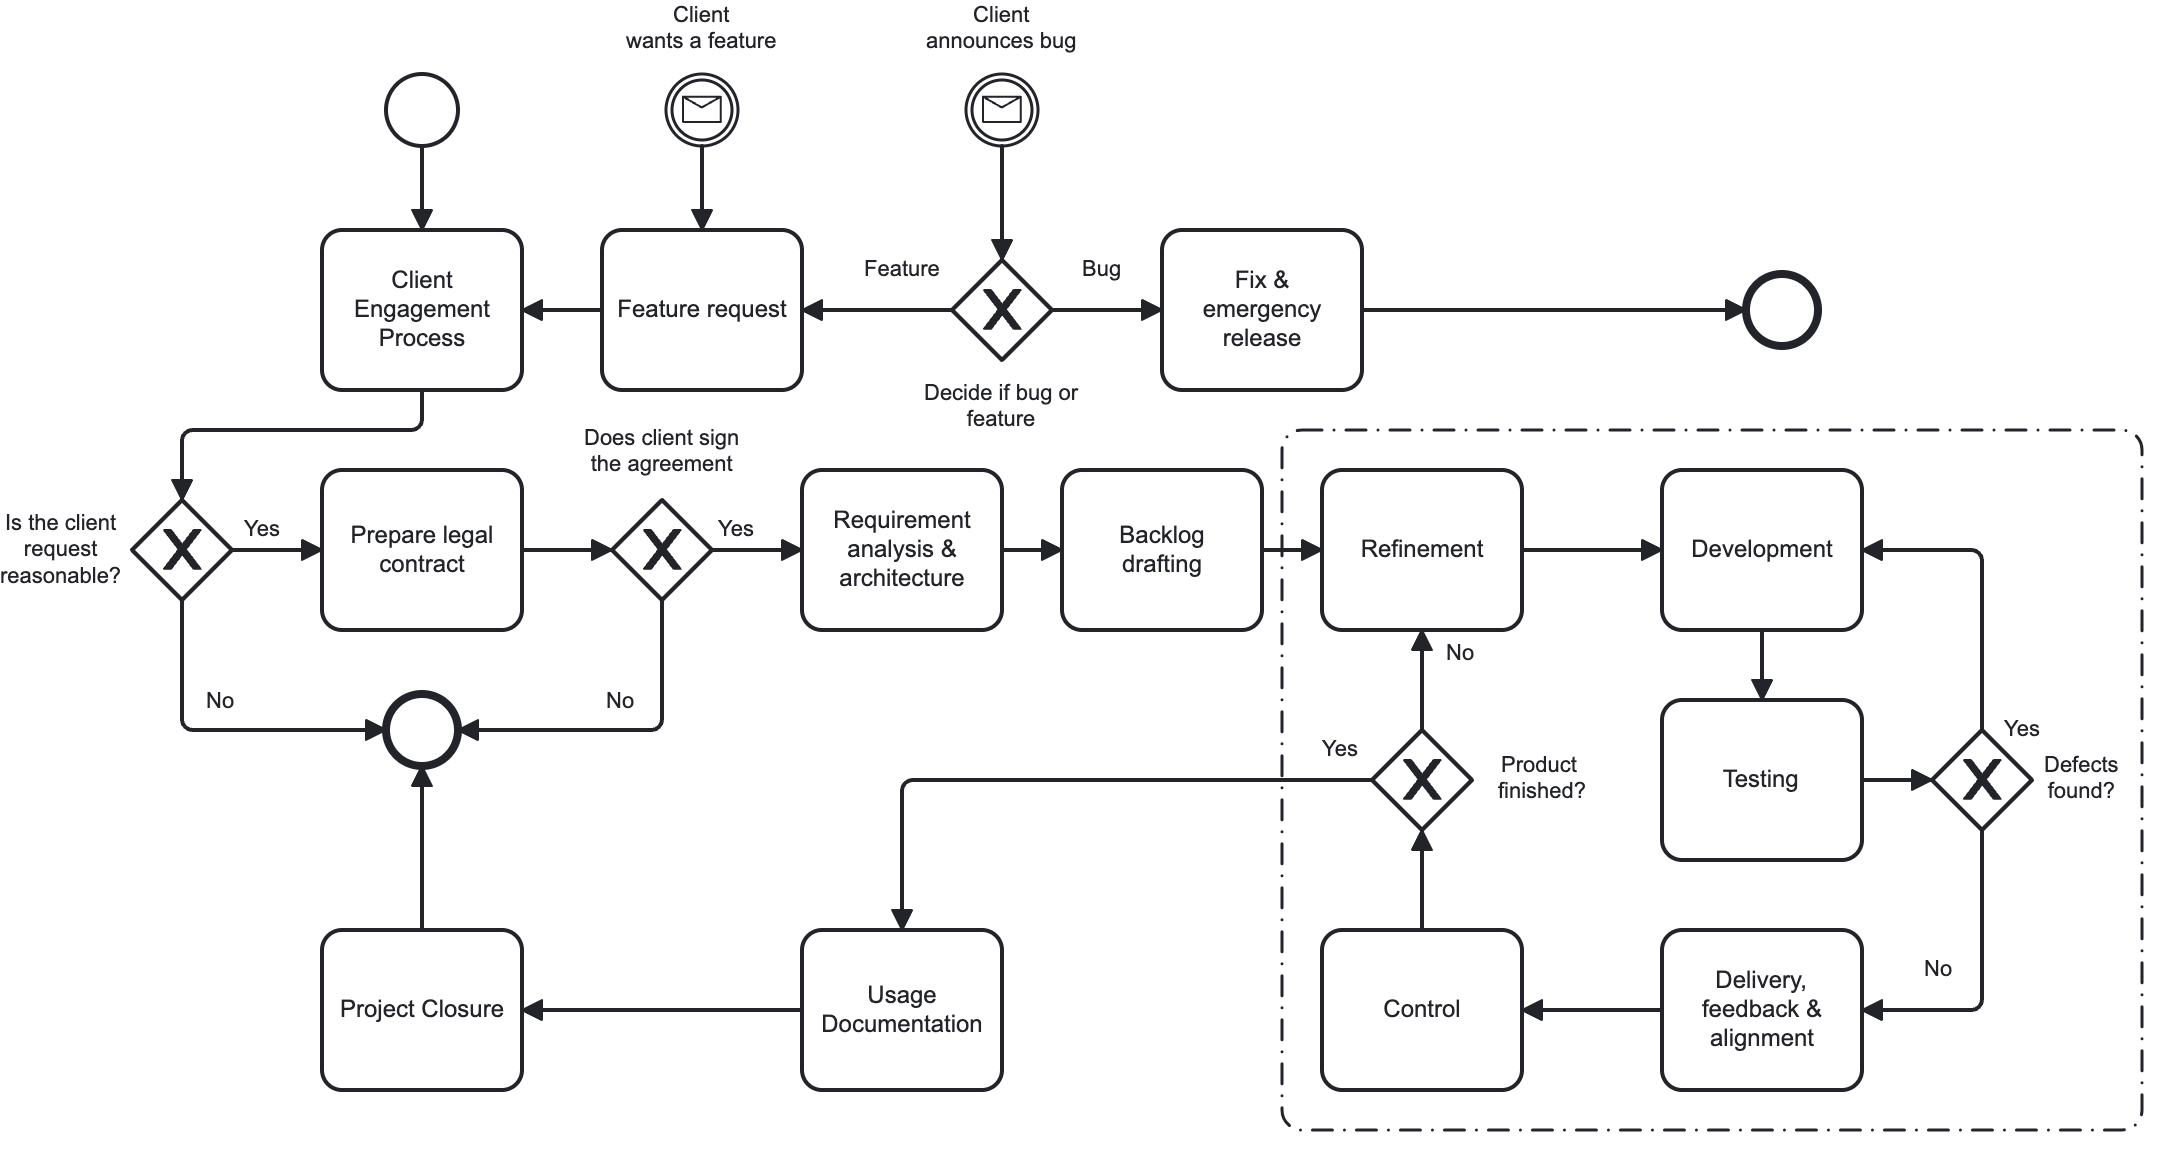 Client
wants a feature
Client
announces bug
Client
Engagement
Process
Feature request
Feature
X
Bug
Fix &
emergency
release
Decide if bug or
feature
Does client sign
the agreement
Is the client
request
reasonable?
X
Yes
Prepare legal
contract
X
Yes
Requirement
analysis &
architecture
Backlog
drafting
Refinement
Development
No
No
No
Yes
X
Product
finished?
Testing
X
Yes
Defects
found?
Project Closure
Usage
Documentation
Control
Delivery,
feedback &
alignment
No